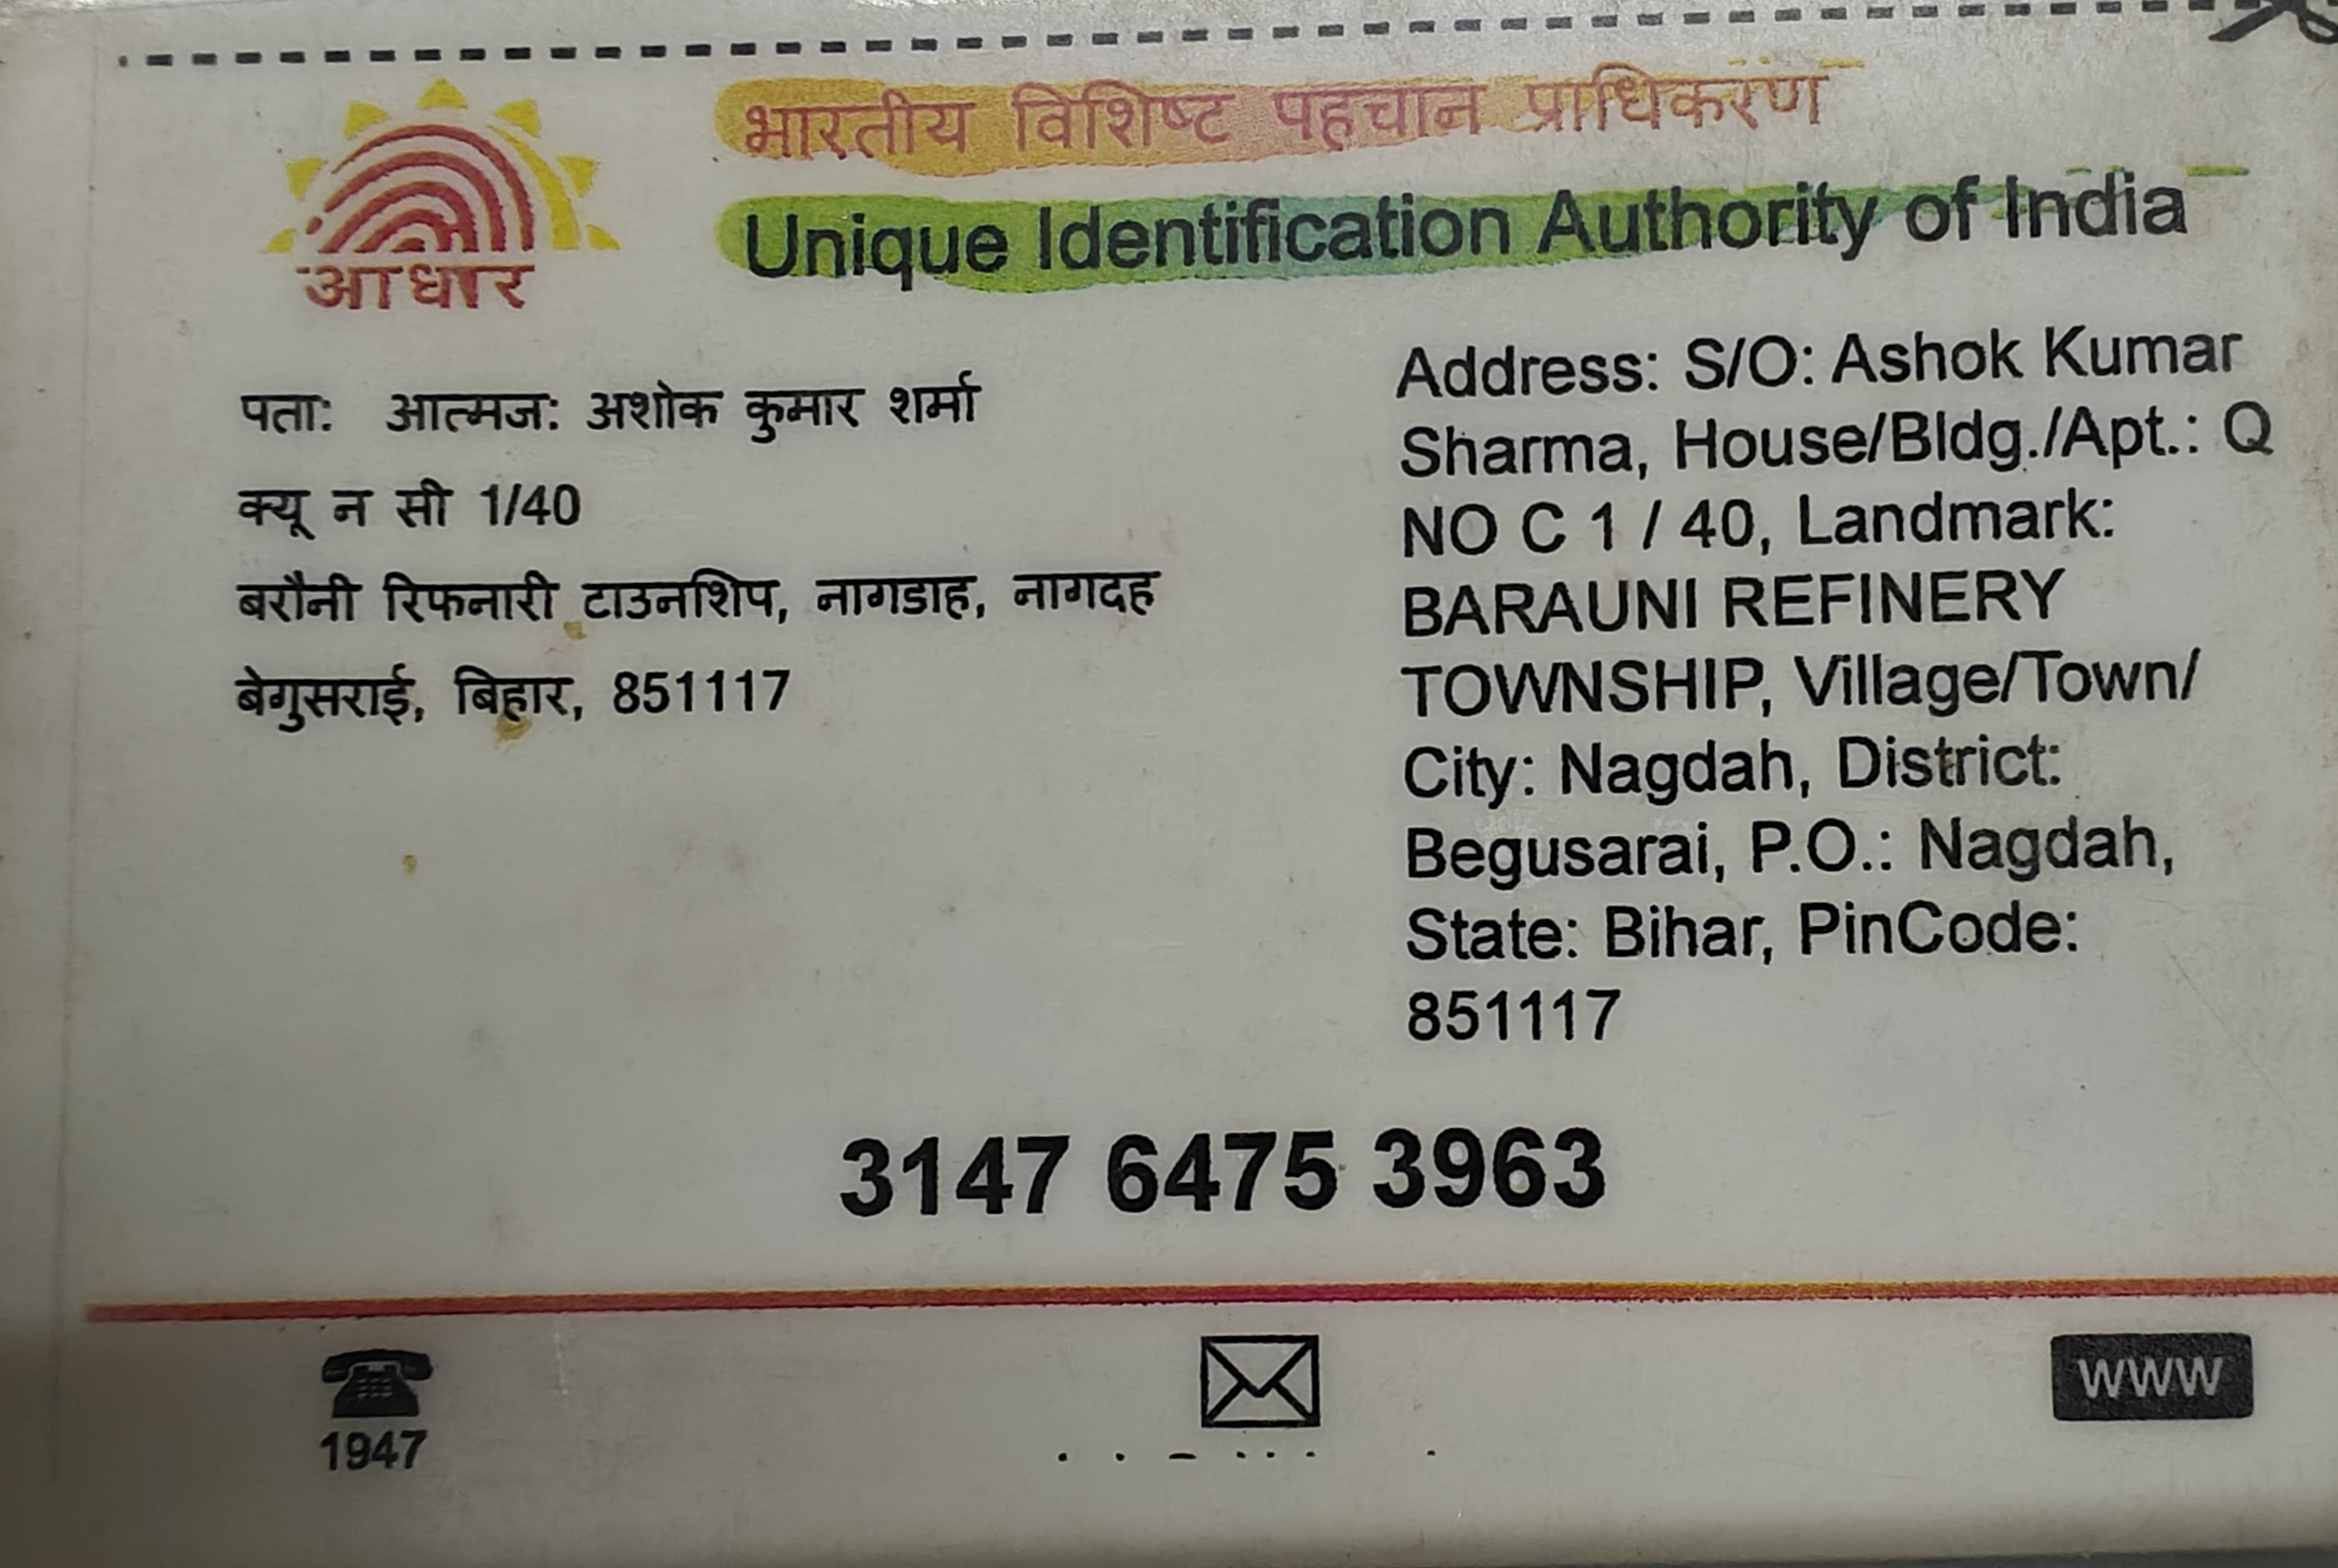 भारतीय विशिष्ट पहचान प्राधिकरण
Unique Identification Authority of India
आधार
पताः आत्मज: अशोक कुमार शर्मा
क्यू न सी 1/40
बरौनी रिफनारी टाउनशिप, नागडाह, नागदह
बेगुसराई, बिहार, 851117
Address: S/O: Ashok Kumar
Sharma, House/Bldg./Apt.: Q
NO C 1 / 40, Landmark:
BARAUNI REFINERY
TOWNSHIP, Village/Town/
City: Nagdah, District:
Begusarai, P.O.: Nagdah,
State: Bihar, PinCode:
851117
3147 6475 3963
1947
www